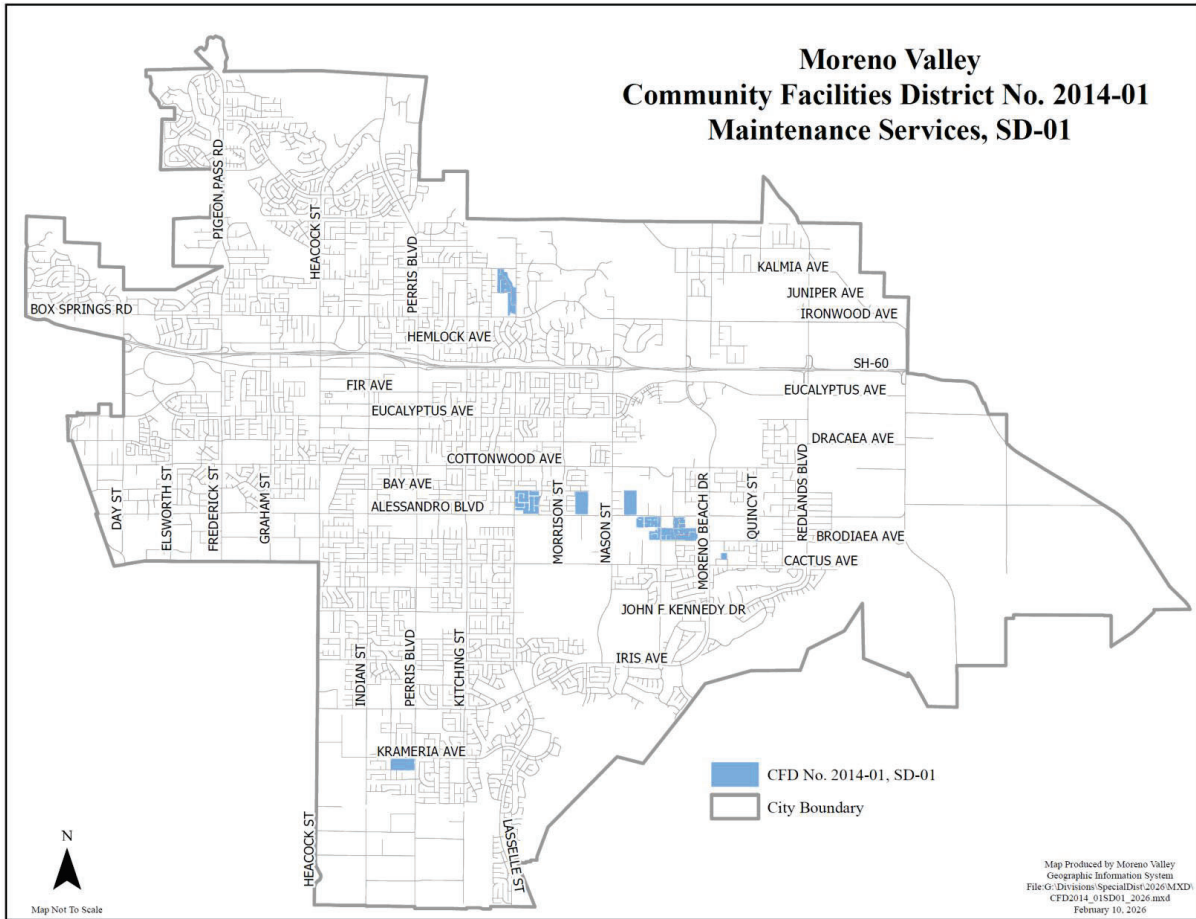 Moreno Valley
Community Facilities District No. 2014-01
Maintenance Services, SD-01
PIGEON PASS RD
HEACOCK ST
PERRIS BLVD
KALMIA AVE
JUNIPER AVE
IRONWOOD AVE
BOX SPRINGS RD
HEMLOCK AVE
SH-60
FIR AVE
EUCALYPTUS AVE
EUCALYPTUS AVE
DRACAEA AVE
COTTONWOOD AVE
BAY AVE
ALESSANDRO BLVD
DAY ST
ELSWORTH ST
FREDERICK ST
GRAHAM ST
MORRISON ST
NASON ST
MORENO BEACH DR
QUINCY ST
REDLANDS BLVD
BRODIAEA AVE
CACTUS AVE
JOHN F KENNEDY DR
IRIS AVE
INDIAN ST
PERRIS BLVD
KITCHING ST
KRAMERIA AVE
HEACOCK ST
LASSELLE ST
CFD No. 2014-01, SD-01
City Boundary
N
Map Not To Scale
Map Produced by Moreno Valley
Geographic Information System
File:G:\Divisions\SpecialDist\2026\MXD\
CFD2014_01SD01_2026.mxd
February 10, 2026